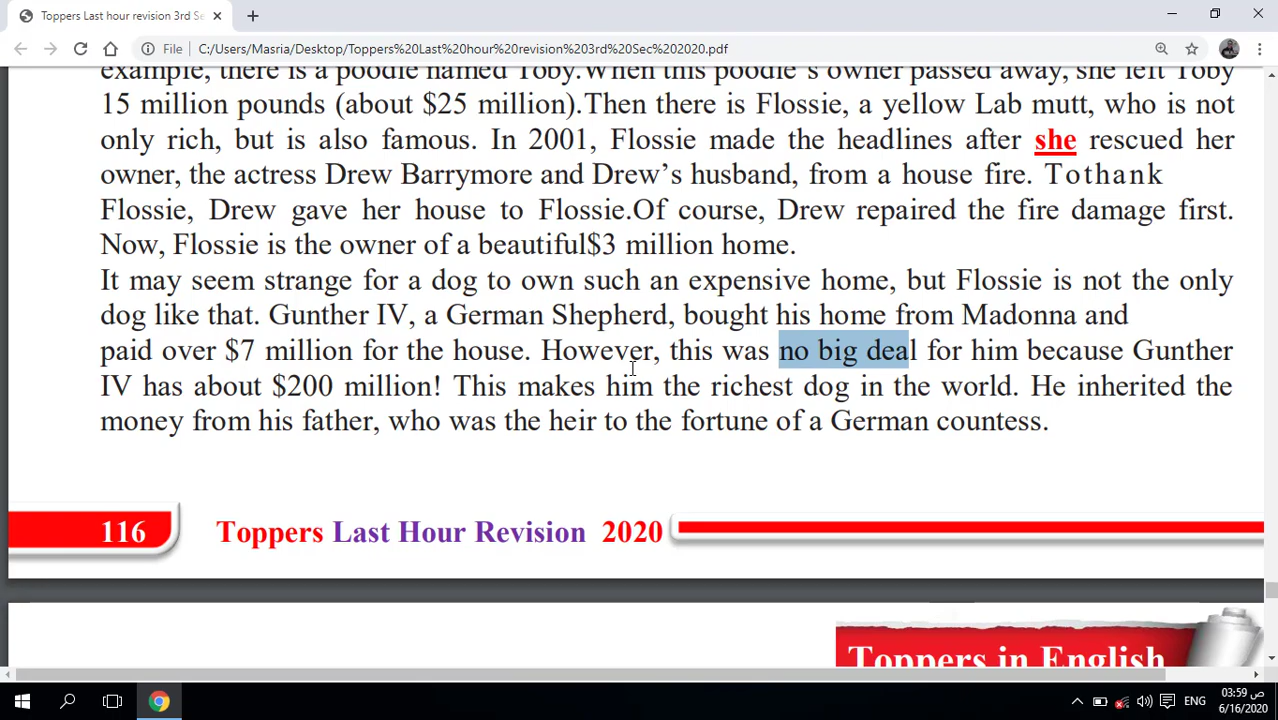 Toppers Last hour revision 3rd Se
File C:/Users/Masria/Desktop/Toppers%20Last%20hour%20revision%203rd%20Sec%202020.pdf
example, there is a poodle named Toby.When this poodle's owner passed away, she left Toby
15 million pounds (about $25 million).Then there is Flossie, a yellow Lab mutt, who is not
only rich, but is also famous. In 2001, Flossie made the headlines after she rescued her
owner, the actress Drew Barrymore and Drew's husband, from a house fire. Tothank
Flossie, Drew gave her house to Flossie.Of course, Drew repaired the fire damage first.
Now, Flossie is the owner of a beautiful$3 million home.
It may seem strange for a dog to own such an expensive home, but Flossie is not the only
dog like that. Gunther IV, a German Shepherd, bought his home from Madonna and
paid over $7 million for the house. However, this was no big deal for him because Gunther
IV has about $200 million! This makes him the richest dog in the world. He inherited the
money from his father, who was the heir to the fortune of a German countess.
116 Toppers Last Hour Revision 2020
Toppers in English
ENG
03:59 ص
6/16/2020